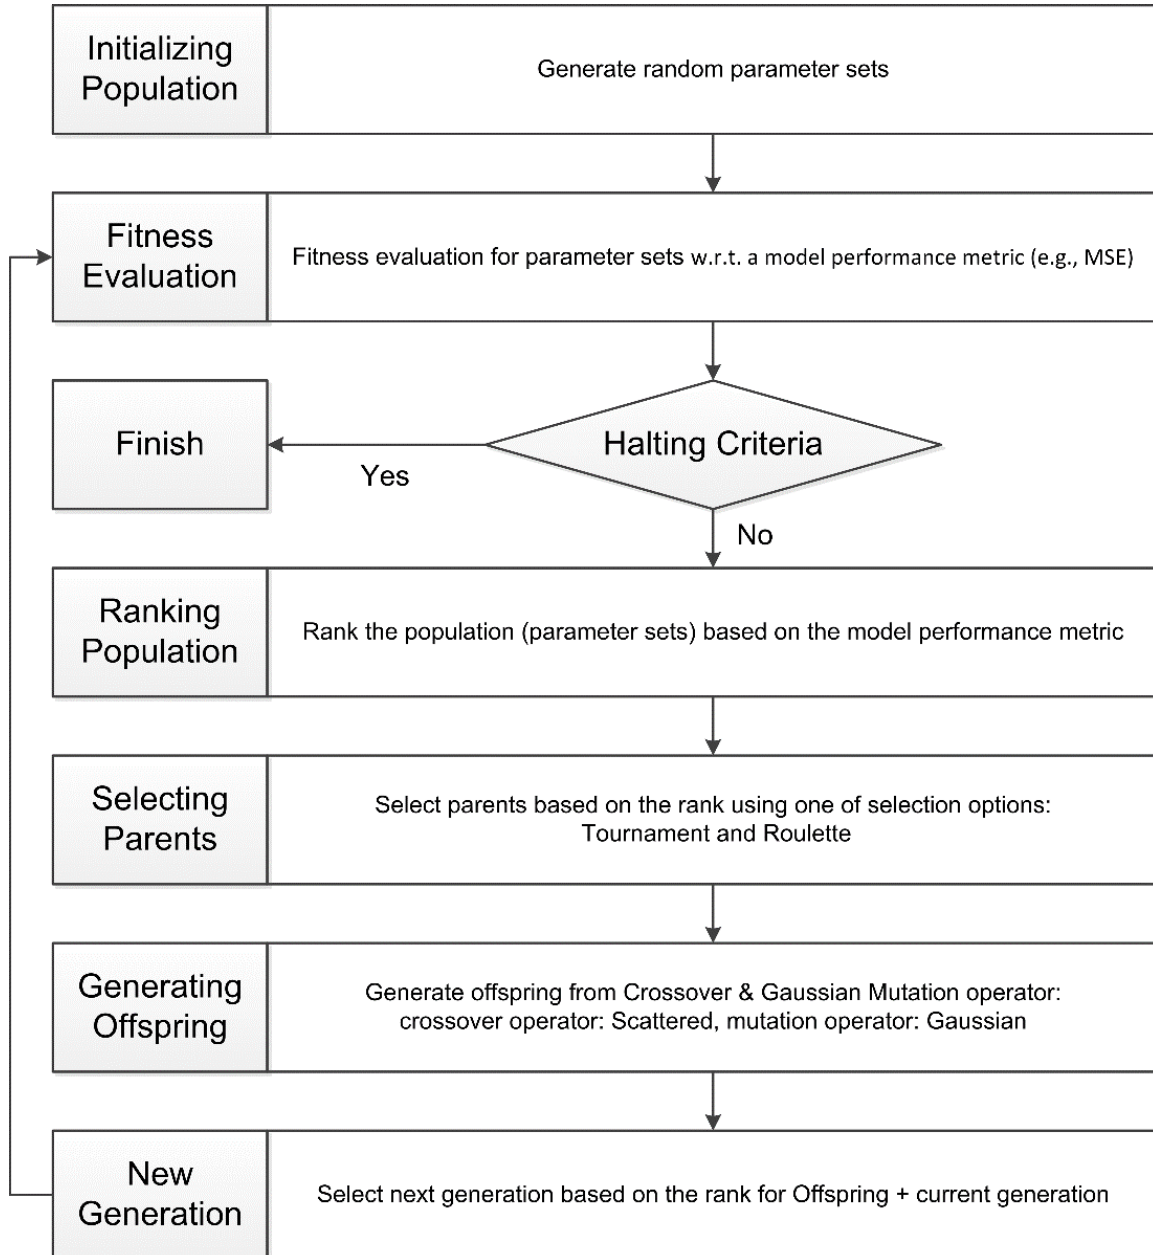 Initializing
Population
Generate random parameter sets
Fitness
Evaluation
Fitness evaluation for parameter sets w.r.t. a model performance metric (e.g., MSE)
Finish
Yes
Halting Criteria
No
Ranking
Population
Rank the population (parameter sets) based on the model performance metric
Selecting
Parents
Select parents based on the rank using one of selection options:
Tournament and Roulette
Generating
Offspring
Generate offspring from Crossover & Gaussian Mutation operator:
crossover operator: Scattered, mutation operator: Gaussian
New
Generation
Select next generation based on the rank for Offspring + current generation